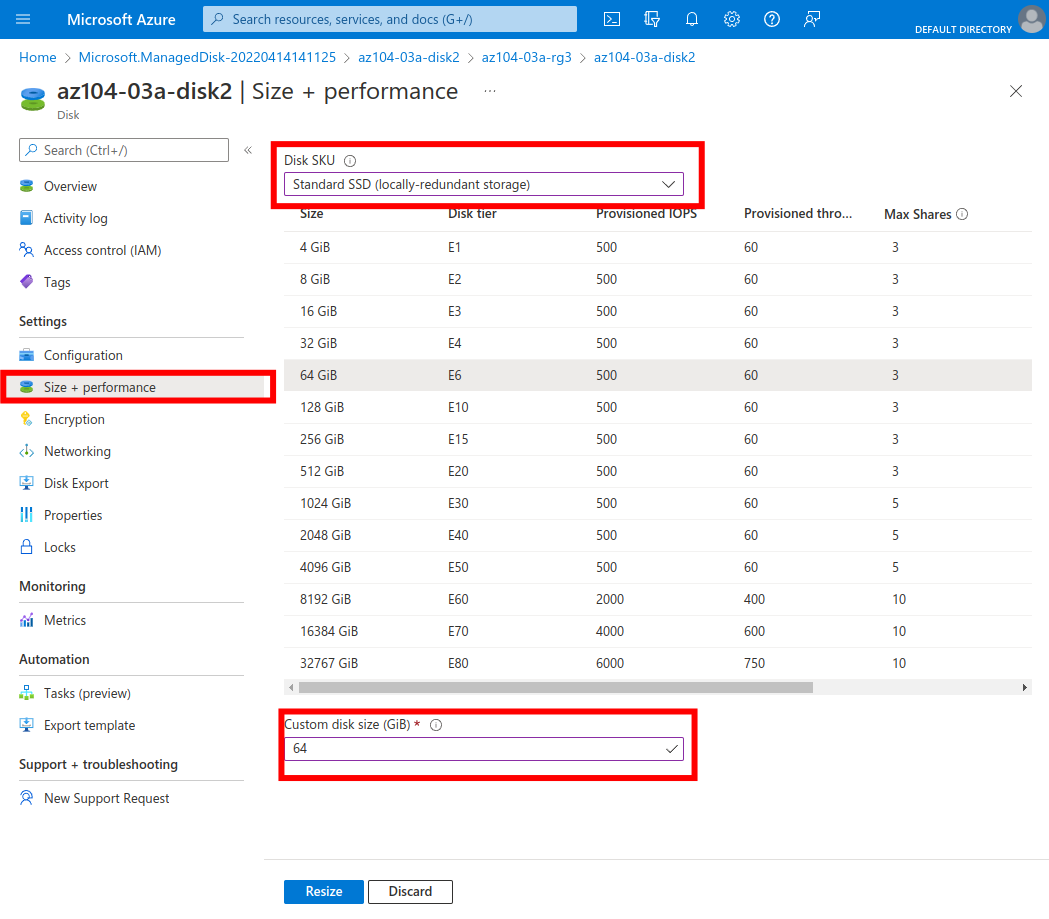 Microsoft Azure
Search resources, services, and docs (G+/)
DEFAULT DIRECTORY
Home > Microsoft.ManagedDisk-20220414141125 > az104-03a-disk2 > az104-03a-rg3 > az104-03a-disk2
az104-03a-disk2 | Size + performance ...
Disk
Search (Ctrl+/)
Overview
Activity log
Access control (IAM)
Tags
Settings
Configuration
Size + performance
Encryption
Networking
Disk Export
Properties
Locks
Monitoring
Metrics
Automation
Tasks (preview)
Export template
Support + troubleshooting
New Support Request
Disk SKU
Standard SSD (locally-redundant storage)
Size Disk tier Provisioned IOPS Provisioned thro... Max Shares
4 GiB E1 500 60 3
8 GiB E2 500 60 3
16 GiB E3 500 60 3
32 GiB E4 500 60 3
64 GiB E6 500 60 3
128 GiB E10 500 60 3
256 GiB E15 500 60 3
512 GiB E20 500 60 3
1024 GiB E30 500 60 5
2048 GiB E40 500 60 5
4096 GiB E50 500 60 5
8192 GiB E60 2000 400 10
16384 GiB E70 4000 600 10
32767 GiB E80 6000 750 10
Custom disk size (GiB) *
64
Resize Discard